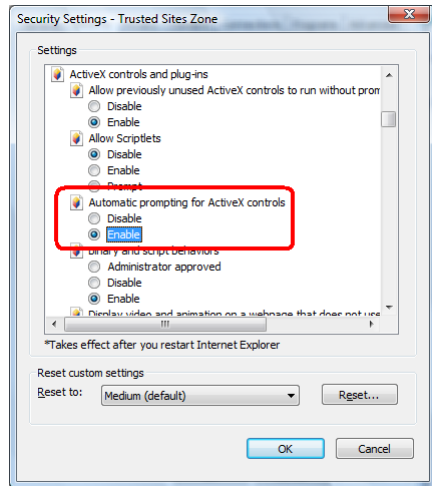 Security Settings - Trusted Sites Zone
Settings
ActiveX controls and plug-ins
Allow previously unused ActiveX controls to run without prom
Disable
Enable
Allow Scriptlets
Disable
Enable
Prompt
Automatic prompting for ActiveX controls
Disable
Enable
Binary and script behaviors
Administrator approved
Disable
Enable
Display video and animation on a webpage that does not use
*Takes effect after you restart Internet Explorer
Reset custom settings
Reset to:
Medium (default)
Reset...
OK
Cancel